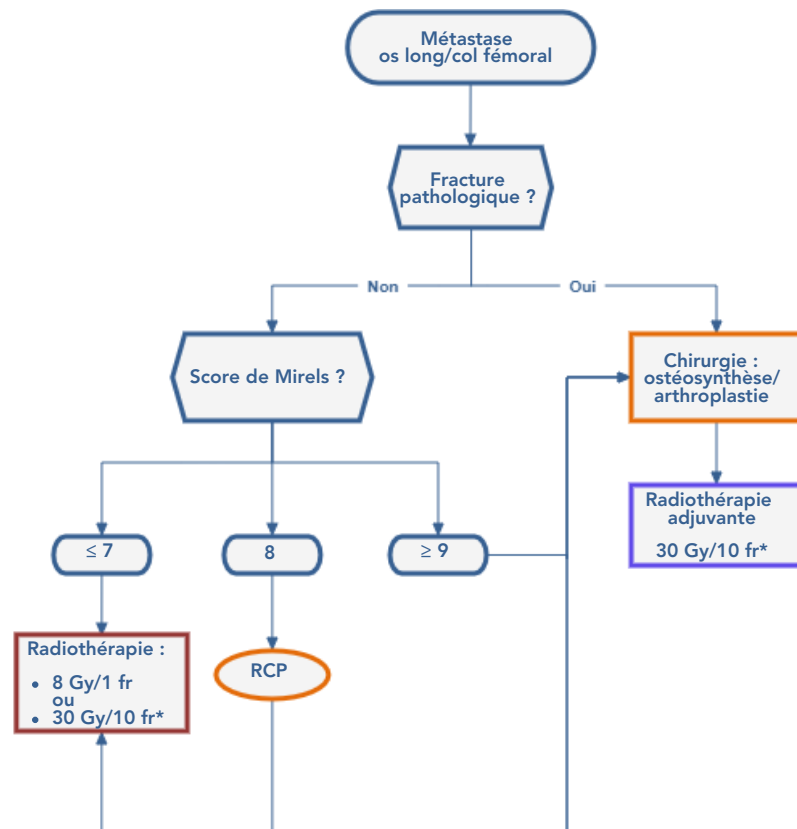 Métastase
os long/col fémoral
Fracture
pathologique ?
Non
Oui
Score de Mirels ?
Chirurgie :
ostéosynthèse/
arthroplastie
Radiothérapie
adjuvante
30 Gy/10 fr*
≤ 7
8
≥ 9
Radiothérapie :
• 8 Gy/1 fr
ou
• 30 Gy/10 fr*
RCP